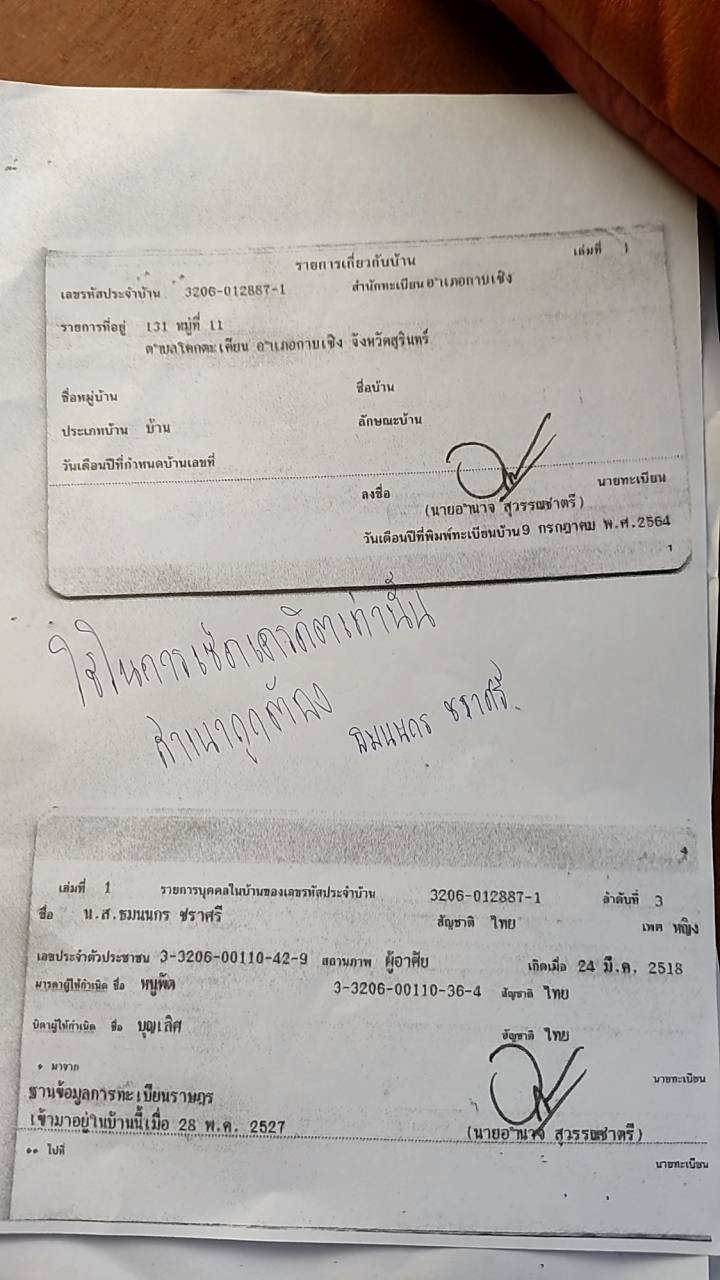 รายการเกี่ยวกับบ้าน เล่มที่ 1
เลขรหัสประจำบ้าน 3206-012887-1 สำนักทะเบียน อำเภอกาบเชิง
รายการที่อยู่ 131 หมู่ที่ 11
ตำบลโคกตะเคียน อำเภอกาบเชิง จังหวัดสุรินทร์
ชื่อหมู่บ้าน ชื่อบ้าน
ประเภทบ้าน บ้าน ลักษณะบ้าน
วันเดือนปีที่กำหนดบ้านเลขที่
ลงชื่อ นายทะเบียน
(นายอำนาจ สุวรรณชาตรี)
วันเดือนปีที่พิมพ์ทะเบียนบ้าน 9 กรกฎาคม พ.ศ.2564
1
ใช้ในการเช็คเครดิตเท่านั้น
สำเนาถูกต้อง
ธมนนกร ชราศรี
4
เล่มที่ 1 รายการบุคคลในบ้านของเลขรหัสประจำบ้าน 3206-012887-1 ลำดับที่ 3
ชื่อ น.ส.ธมนนกร ชราศรี สัญชาติ ไทย เพศ หญิง
เลขประจำตัวประชาชน 3-3206-00110-42-9 สถานภาพ ผู้อาศัย เกิดเมื่อ 24 มี.ค. 2518
มารดาผู้ให้กำเนิด ชื่อ หนูพัด 3-3206-00110-36-4 สัญชาติ ไทย
บิดาผู้ให้กำเนิด ชื่อ บุญเลิศ สัญชาติ ไทย
* มาจาก
ฐานข้อมูลการทะเบียนราษฎร นายทะเบียน
เข้ามาอยู่ในบ้านนี้เมื่อ 28 พ.ค. 2527 (นายอำนาจ สุวรรณชาตรี)
** ไปที่ นายทะเบียน